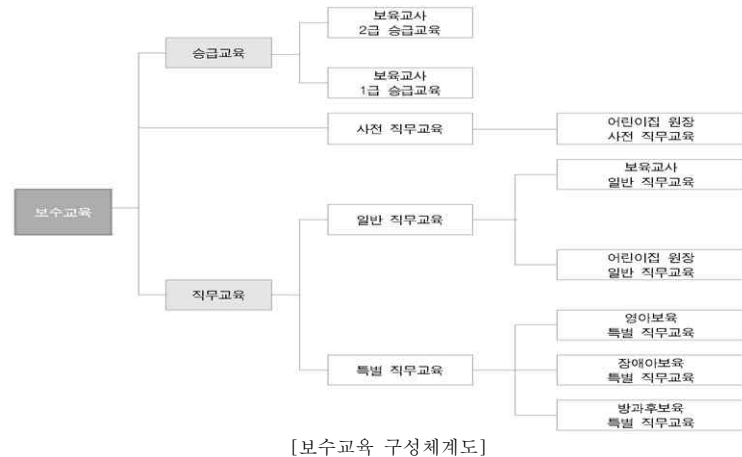 보육교사
2급 승급교육
승급교육
보육교사
1급 승급교육
사전 직무교육
어린이집 원장
사전 직무교육
보육교사
일반 직무교육
보수교육
일반 직무교육
어린이집 원장
일반 직무교육
직무교육
영아보육
특별 직무교육
특별 직무교육
장애아보육
특별 직무교육
방과후보육
특별 직무교육
[보수교육 구성체계도]